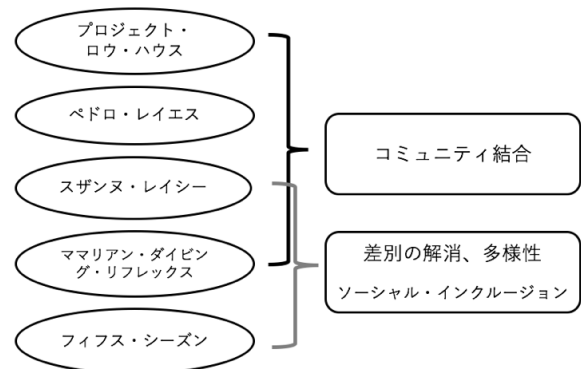 プロジェクト・
ロウ・ハウス
ペドロ・レイエス
スザンヌ・レイシー
ママリアン・ダイビン
グ・リフレックス
フィフス・シーズン
コミュニティ結合
差別の解消、多様性
ソーシャル・インクルージョン